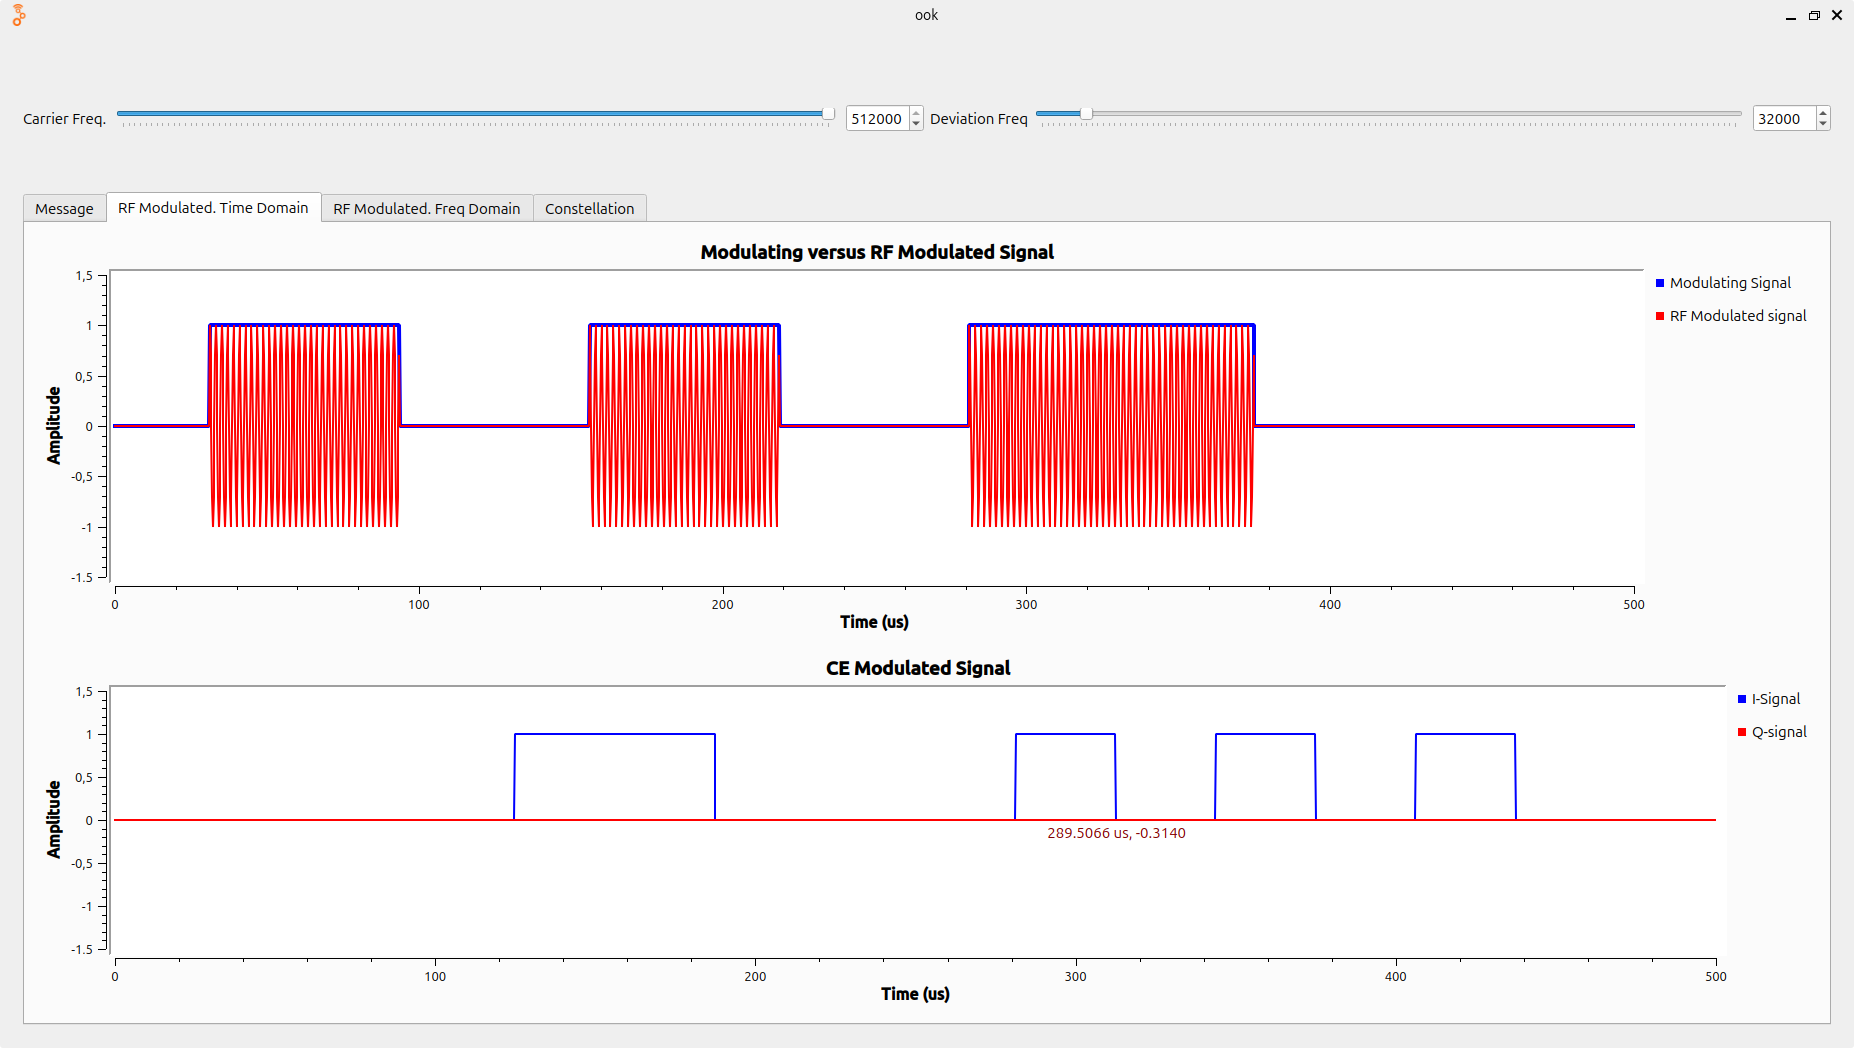 ook
Carrier Freq. 512000 Deviation Freq 32000
Message RF Modulated. Time Domain RF Modulated. Freq Domain Constellation
Modulating versus RF Modulated Signal
1,5
1
0,5
0
-0,5
-1
-1.5
Amplitude
Modulating Signal
RF Modulated signal
0 100 200 300 400 500
Time (us)
CE Modulated Signal
1,5
1
0,5
0
-0,5
-1
-1.5
Amplitude
I-Signal
Q-signal
289.5066 us, -0.3140
0 100 200 300 400 500
Time (us)